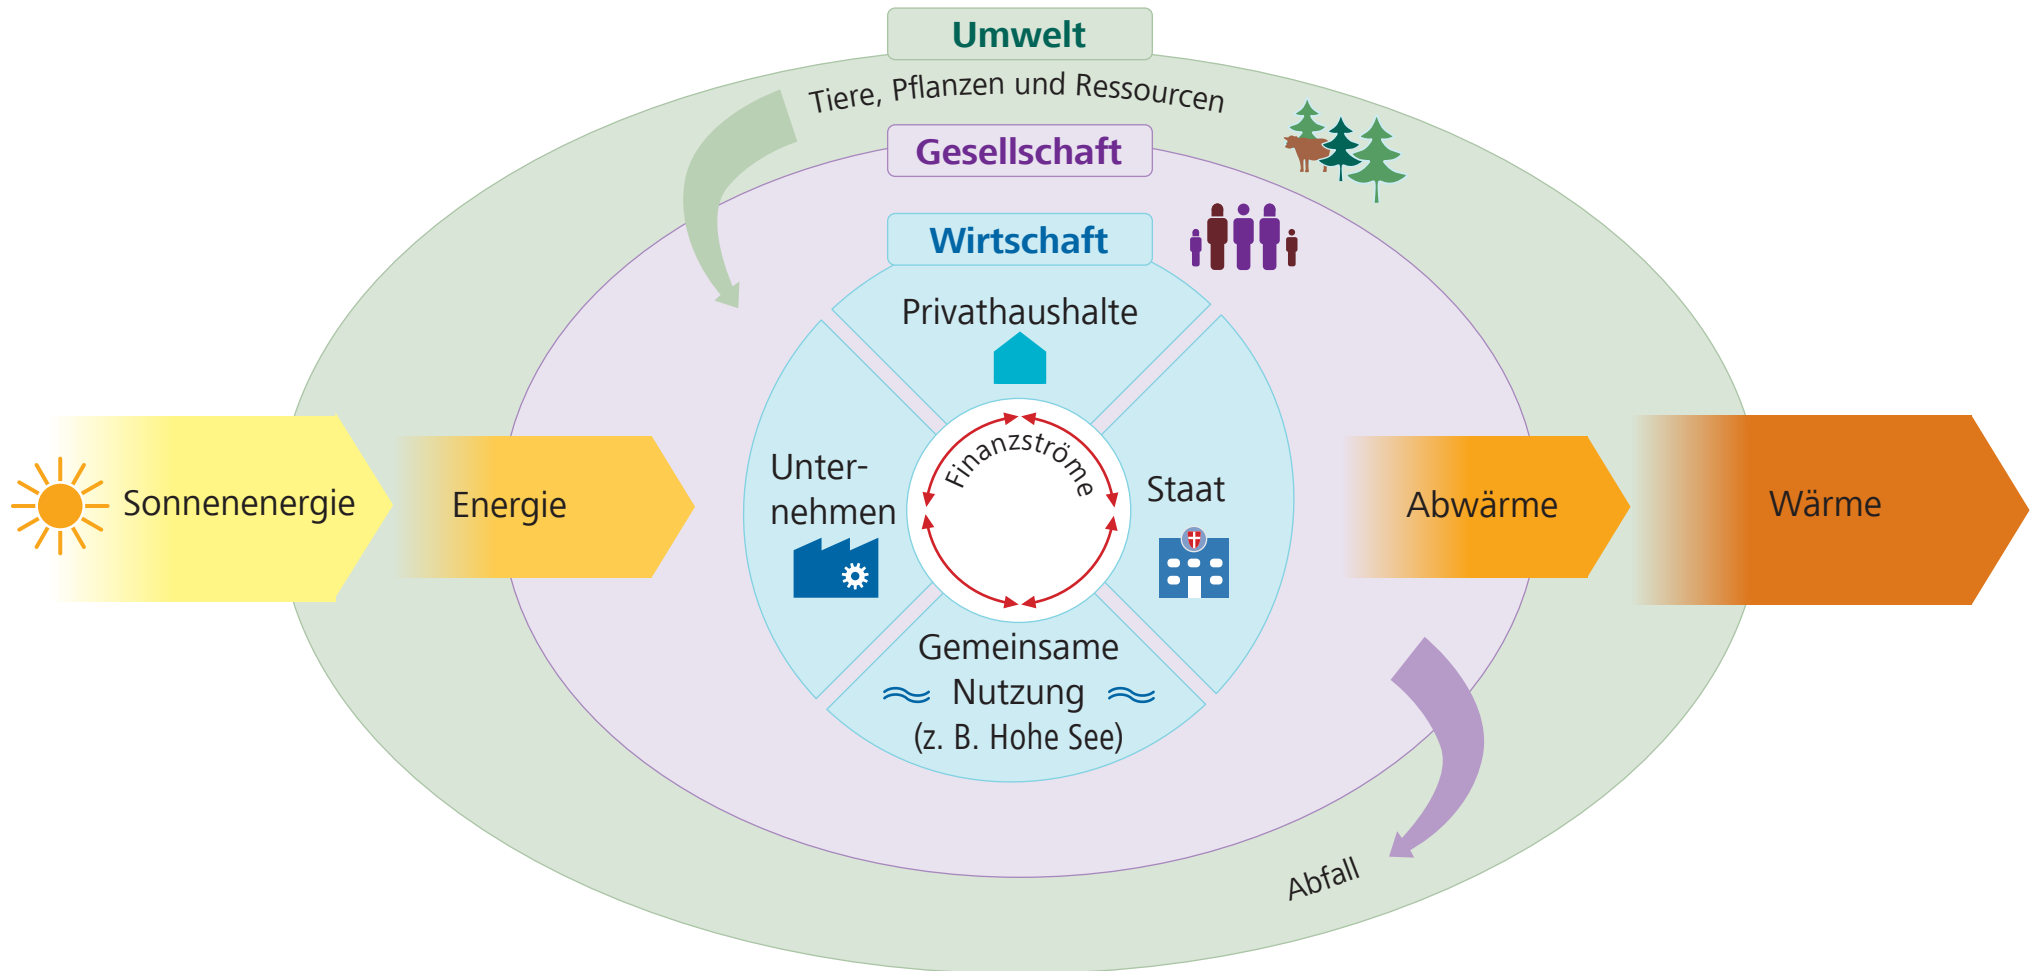 Umwelt
Tiere, Pflanzen und Ressourcen
Gesellschaft
Wirtschaft
Privathaushalte
Sonnenenergie
Energie
Unter-
nehmen
Finanzströme
Staat
Abwärme
Wärme
Gemeinsame
Nutzung
(z. B. Hohe See)
Abfall